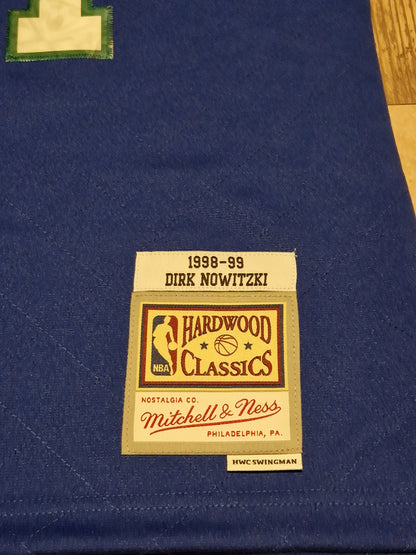 1998-99
DIRK NOWITZKI
NBA
HARDWOOD
CLASSICS
NOSTALGIA CO.
Mitchell & Ness
PHILADELPHIA, PA.
HWC SWINGMAN